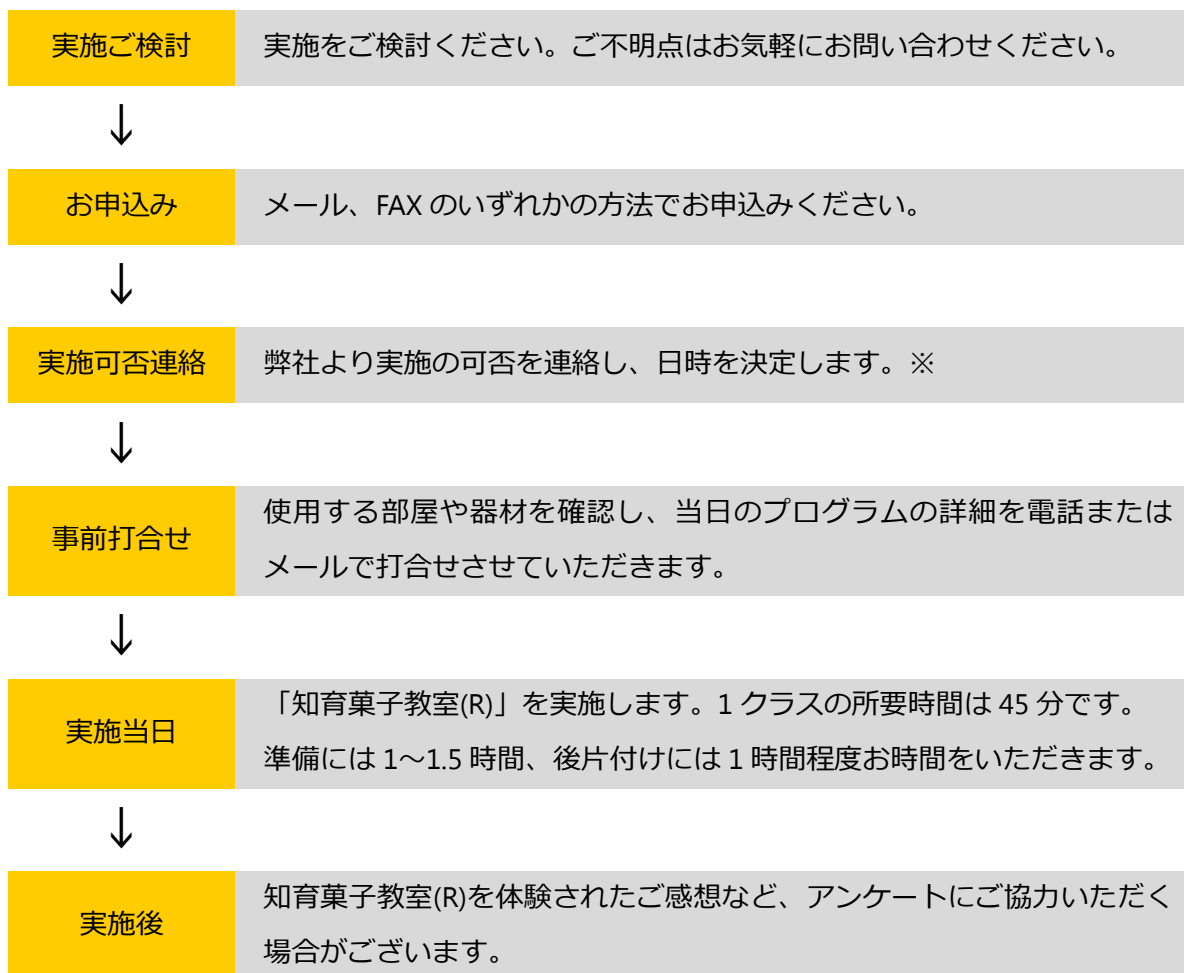 実施ご検討
実施をご検討ください。ご不明点はお気軽にお問い合わせください。
↓
お申込み
メール、FAX のいずれかの方法でお申込みください。
↓
実施可否連絡
弊社より実施の可否を連絡し、日時を決定します。※
↓
事前打合せ
使用する部屋や器材を確認し、当日のプログラムの詳細を電話または
メールで打合せさせていただきます。
↓
実施当日
「知育菓子教室(R)」を実施します。1 クラスの所要時間は 45 分です。
準備には 1～1.5 時間、後片付けには 1 時間程度お時間をいただきます。
↓
実施後
知育菓子教室(R)を体験されたご感想など、アンケートにご協力いただく
場合がございます。